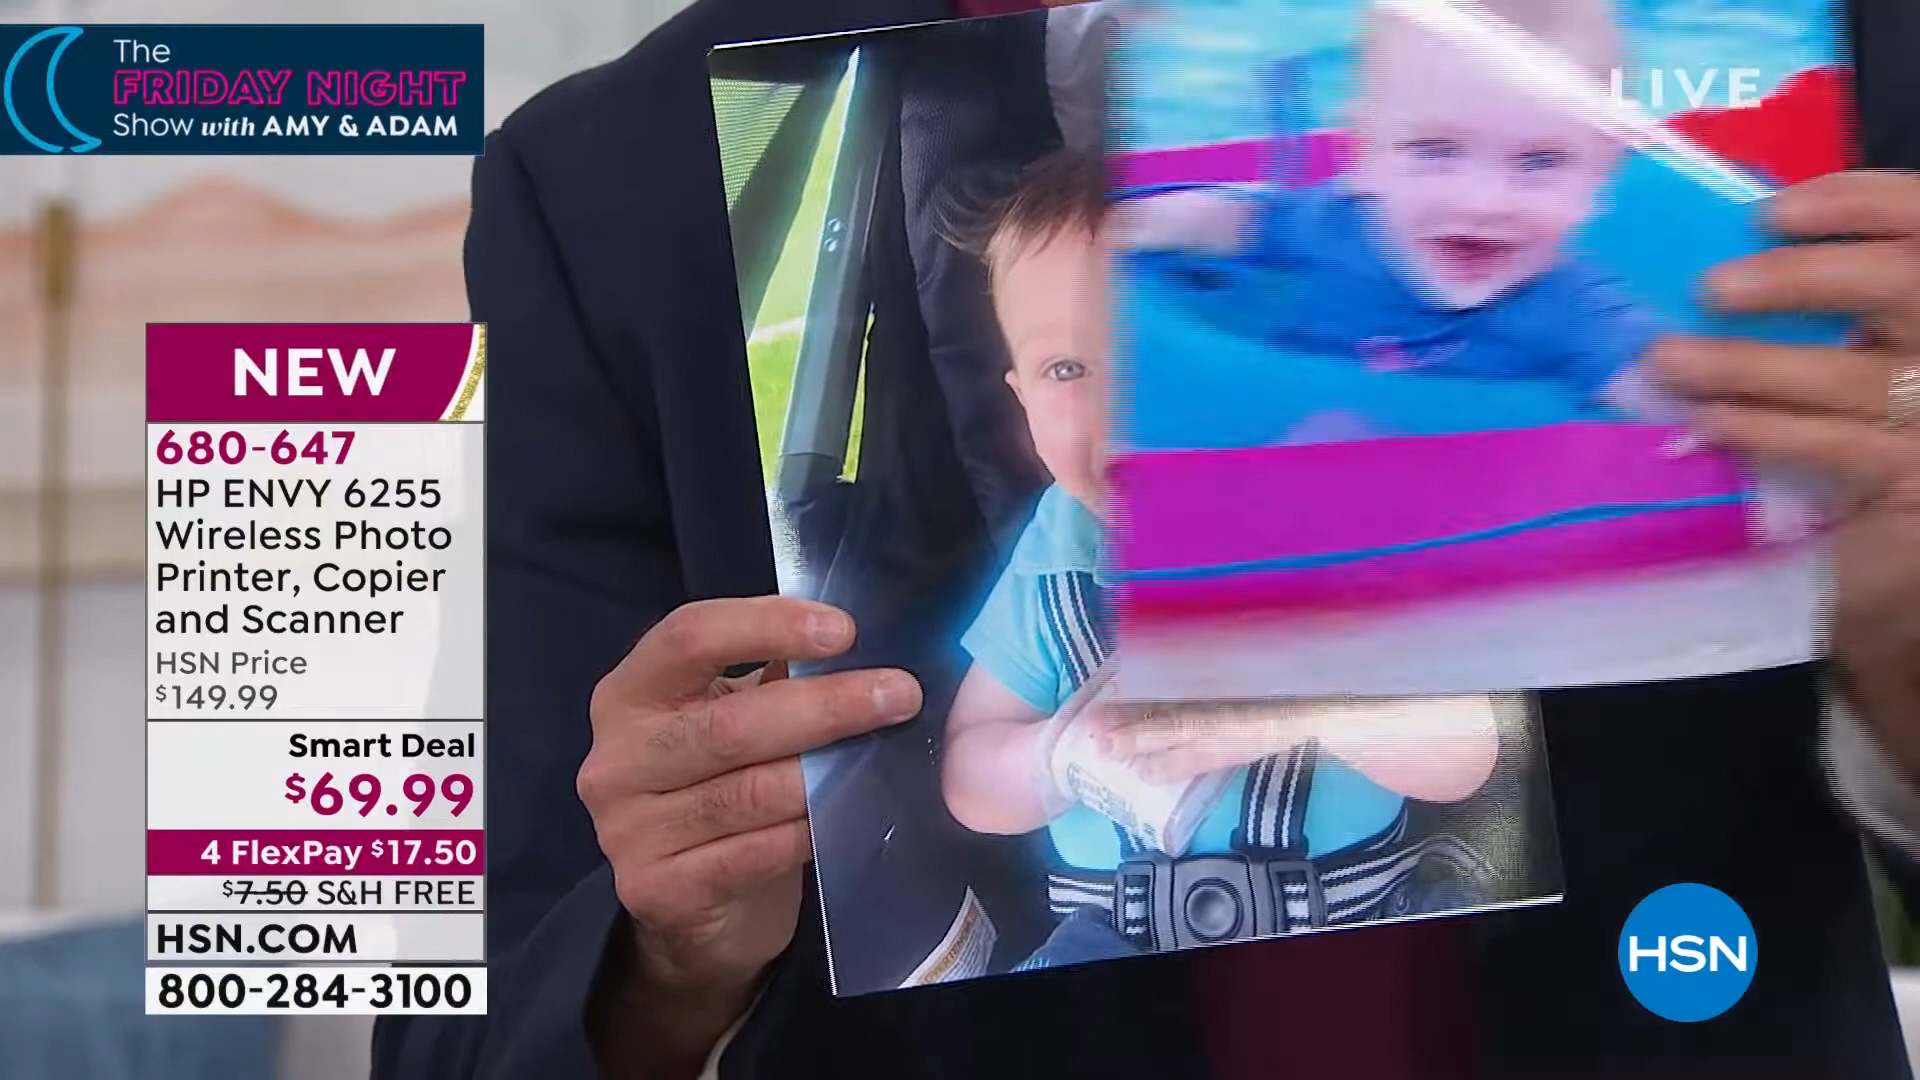 The
FRIDAY NIGHT
Show with AMY & ADAM
LIVE
NEW
680-647
HP ENVY 6255
Wireless Photo
Printer, Copier
and Scanner
HSN Price
$149.99
Smart Deal
$69.99
4 FlexPay $17.50
$7.50 S&H FREE
HSN.COM
800-284-3100
HSN